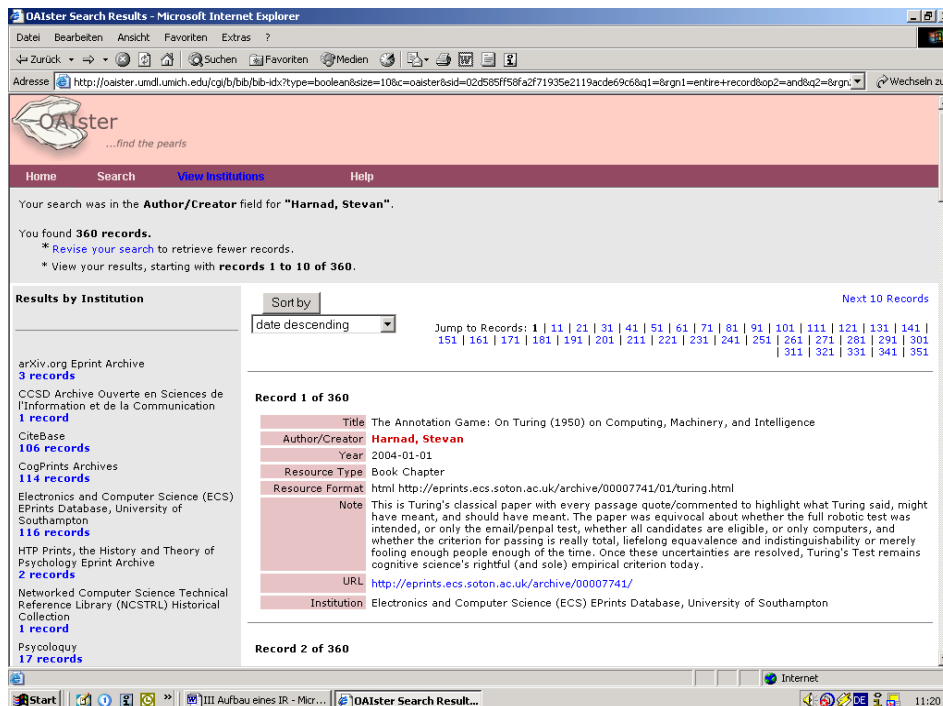 OAIster Search Results - Microsoft Internet Explorer
Datei Bearbeiten Ansicht Favoriten Extras ?
Zurück Suchen Favoriten Medien
Adresse http://oaister.umdl.umich.edu/cgi/b/bib/bib-idx?type=boolean&size=10&c=oaister&sid=02d585ff58fa2f71935e2119acde69c6&q1=&rgn1=entire+record&op2=and&q2=&rgn Wechseln zu
OAIster
...find the pearls
Home Search View Institutions Help
Your search was in the Author/Creator field for "Harnad, Stevan".
You found 360 records.
* Revise your search to retrieve fewer records.
* View your results, starting with records 1 to 10 of 360.
Results by Institution
arXiv.org Eprint Archive
3 records
CCSD Archive Ouverte en Sciences de
l'Information et de la Communication
1 record
CiteBase
106 records
CogPrints Archives
114 records
Electronics and Computer Science (ECS)
EPrints Database, University of
Southampton
116 records
HTP Prints, the History and Theory of
Psychology Eprint Archive
2 records
Networked Computer Science Technical
Reference Library (NCSTRL) Historical
Collection
1 record
Psycoloquy
17 records
Sort by
date descending
Next 10 Records
Jump to Records: 1 | 11 | 21 | 31 | 41 | 51 | 61 | 71 | 81 | 91 | 101 | 111 | 121 | 131 | 141 |
151 | 161 | 171 | 181 | 191 | 201 | 211 | 221 | 231 | 241 | 251 | 261 | 271 | 281 | 291 | 301
| 311 | 321 | 331 | 341 | 351
Record 1 of 360
Title The Annotation Game: On Turing (1950) on Computing, Machinery, and Intelligence
Author/Creator Harnad, Stevan
Year 2004-01-01
Resource Type Book Chapter
Resource Format html http://eprints.ecs.soton.ac.uk/archive/00007741/01/turing.html
Note This is Turing's classical paper with every passage quote/commented to highlight what Turing said, might
have meant, and should have meant. The paper was equivocal about whether the full robotic test was
intended, or only the email/penpal test, whether all candidates are eligible, or only computers, and
whether the criterion for passing is really total, liefelong equavalence and indistinguishability or merely
fooling enough people enough of the time. Once these uncertainties are resolved, Turing's Test remains
cognitive science's rightful (and sole) empirical criterion today.
URL http://eprints.ecs.soton.ac.uk/archive/00007741/
Institution Electronics and Computer Science (ECS) EPrints Database, University of Southampton
Record 2 of 360
Internet
Start III Aufbau eines IR - Micr... OAIster Search Result... DE 11:20